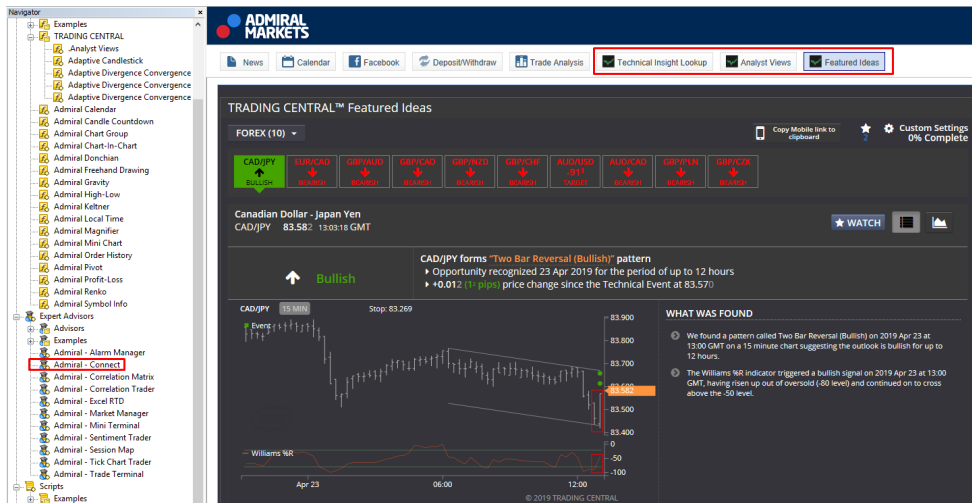 Navigator
Examples
TRADING CENTRAL
.Analyst Views
Adaptive Candlestick
Adaptive Divergence Convergence
Adaptive Divergence Convergence
Adaptive Divergence Convergence
Admiral Calendar
Admiral Candle Countdown
Admiral Chart Group
Admiral Chart-In-Chart
Admiral Donchian
Admiral Freehand Drawing
Admiral Gravity
Admiral High-Low
Admiral Keltner
Admiral Local Time
Admiral Magnifier
Admiral Mini Chart
Admiral Order History
Admiral Pivot
Admiral Profit-Loss
Admiral Renko
Admiral Symbol Info
Expert Advisors
Advisors
Examples
Admiral - Alarm Manager
Admiral - Connect
Admiral - Correlation Matrix
Admiral - Correlation Trader
Admiral - Excel RTD
Admiral - Market Manager
Admiral - Mini Terminal
Admiral - Sentiment Trader
Admiral - Session Map
Admiral - Tick Chart Trader
Admiral - Trade Terminal
Scripts
Examples
ADMIRAL
MARKETS
News Calendar Facebook Deposit/Withdraw Trade Analysis Technical Insight Lookup Analyst Views Featured Ideas
TRADING CENTRAL™ Featured Ideas
FOREX (10)
Copy Mobile link to
clipboard
2
Custom Settings
0% Complete
CAD/JPY EUR/CAD GBP/AUD GBP/CAD GBP/NZD GBP/CHF AUD/USD AUD/CAD GBP/PLN GBP/CZK
-91³
BULLISH BEARISH BEARISH BEARISH BEARISH BEARISH TARGET BEARISH BEARISH BEARISH
Canadian Dollar - Japan Yen
CAD/JPY 83.582 13:03:18 GMT
WATCH
Bullish
CAD/JPY forms "Two Bar Reversal (Bullish)" pattern
Opportunity recognized 23 Apr 2019 for the period of up to 12 hours
+0.012 (1² pips) price change since the Technical Event at 83.570
CAD/JPY 15 MIN Stop: 83.269
Event
83.900
83.800
83.700
83.582
83.500
83.400
Williams %R
0
-50
-100
Apr 23 06:00 12:00
© 2019 TRADING CENTRAL
WHAT WAS FOUND
We found a pattern called Two Bar Reversal (Bullish) on 2019 Apr 23 at
15:00 GMT on a 15 minute chart suggesting the outlook is bullish for up to
12 hours.
The Williams %R indicator triggered a bullish signal on 2019 Apr 23 at 13:00
GMT, having risen up out of oversold (-80 level) and continued on to cross
above the -50 level.